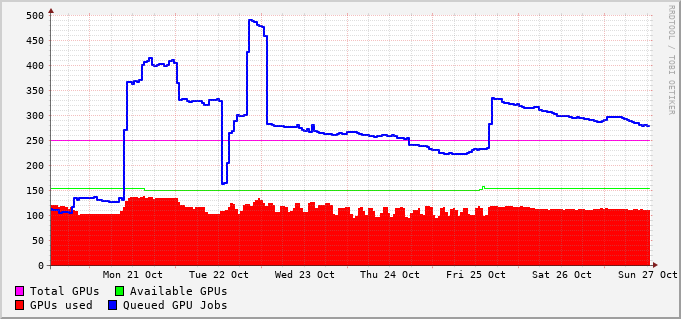 500
450
400
350
300
250
200
150
100
50
0
Mon 21 Oct Tue 22 Oct Wed 23 Oct Thu 24 Oct Fri 25 Oct Sat 26 Oct Sun 27 Oct
Total GPUs Available GPUs
GPUs used Queued GPU Jobs
RRDTOOL / TOBI OETIKER